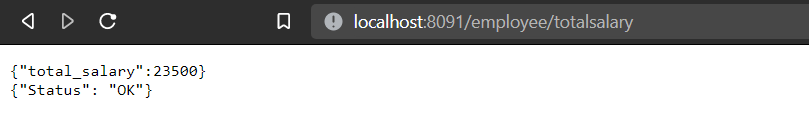 localhost:8091/employee/totalsalary
{"total_salary":23500}
{"Status": "OK"}